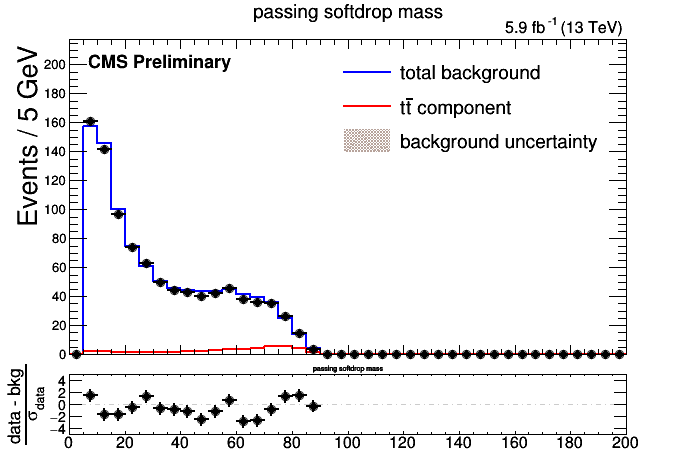 passing softdrop mass
5.9 fb⁻¹ (13 TeV)
CMS Preliminary
total background
tt̄ component
background uncertainty
Events / 5 GeV
200
180
160
140
120
100
80
60
40
20
0
passing softdrop mass
data - bkg
σdata
4
2
0
−2
−4
0 20 40 60 80 100 120 140 160 180 200